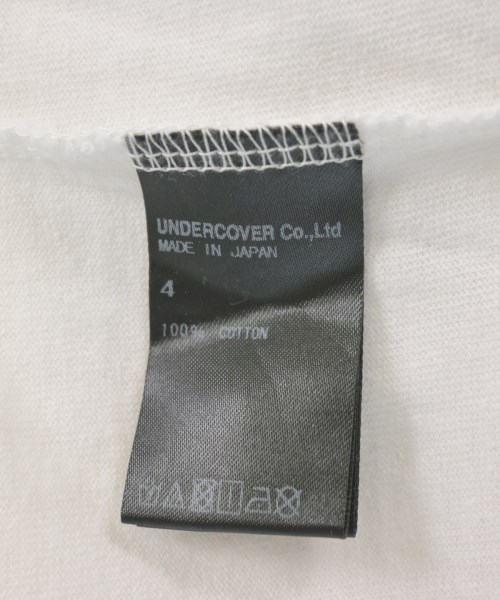 UNDERCOVER Co.,Ltd
MADE IN JAPAN
4
100% COTTON